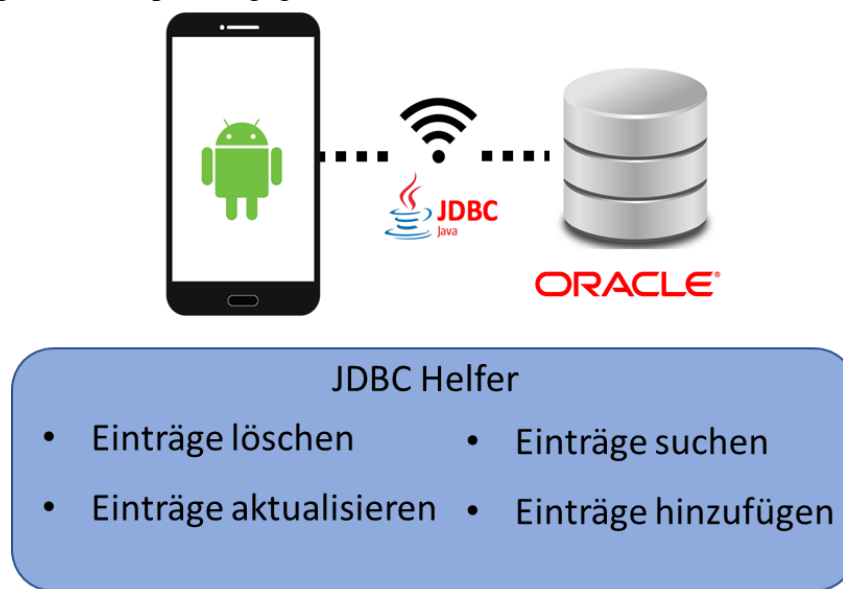 JDBC
Java
ORACLE®
JDBC Helfer
• Einträge löschen
• Einträge suchen
• Einträge aktualisieren
• Einträge hinzufügen